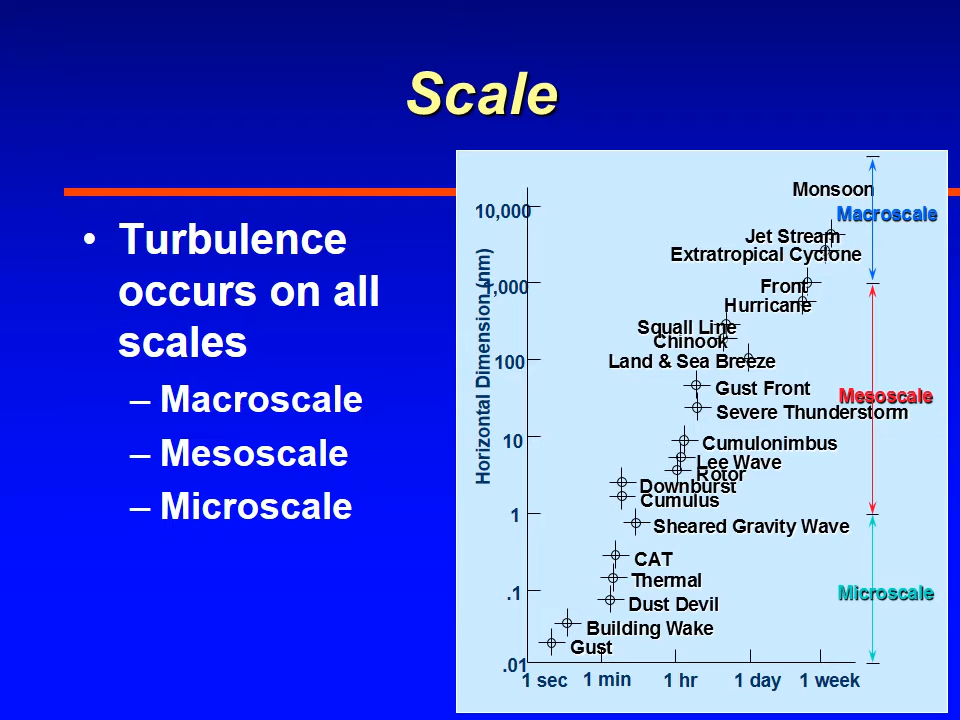 Scale
• Turbulence
occurs on all
scales
– Macroscale
– Mesoscale
– Microscale
Horizontal Dimension (nm)
10,000
1,000
100
10
1
.1
.01
Monsoon
Macroscale
Jet Stream
Extratropical Cyclone
Front
Hurricane
Squall Line
Chinook
Land & Sea Breeze
Gust Front
Mesoscale
Severe Thunderstorm
Cumulonimbus
Lee Wave
Rotor
Downburst
Cumulus
Sheared Gravity Wave
CAT
Thermal
Microscale
Dust Devil
Building Wake
Gust
1 sec 1 min 1 hr 1 day 1 week